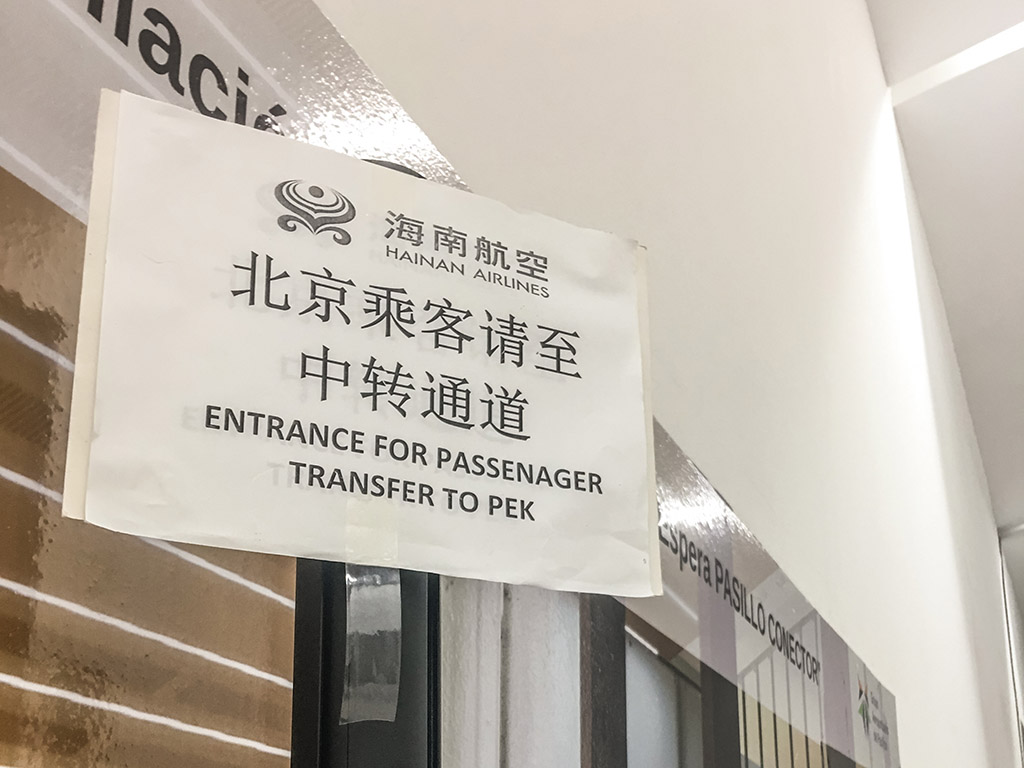 海南航空
HAINAN AIRLINES
北京乘客请至
中转通道
ENTRANCE FOR PASSENAGER
TRANSFER TO PEK
Espera PASILLO CONECTOR"